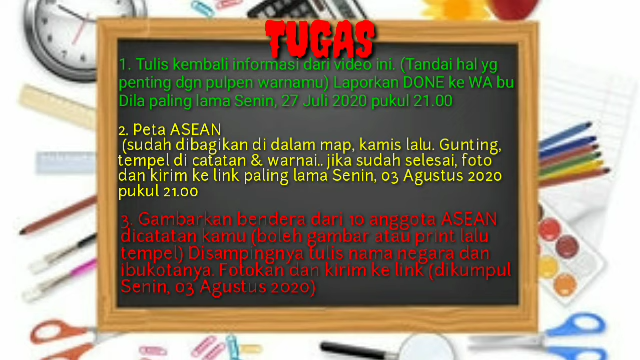 TUGAS
1. Tulis kembali informasi dari video ini. (Tandai hal yg
penting dgn pulpen warnamu) Laporkan DONE ke WA bu
Dila paling lama Senin, 27 Juli 2020 pukul 21.00
2. Peta ASEAN
(sudah dibagikan di dalam map, kamis lalu. Gunting,
tempel di catatan & warnai.. jika sudah selesai, foto
dan kirim ke link paling lama Senin, 03 Agustus 2020
pukul 21.00
3. Gambarkan bendera dari 10 anggota ASEAN
dicatatan kamu (boleh gambar atau print lalu
tempel) Disampingnya tulis nama negara dan
ibukotanya. Fotokan dan kirim ke link (dikumpul
Senin, 03 Agustus 2020)